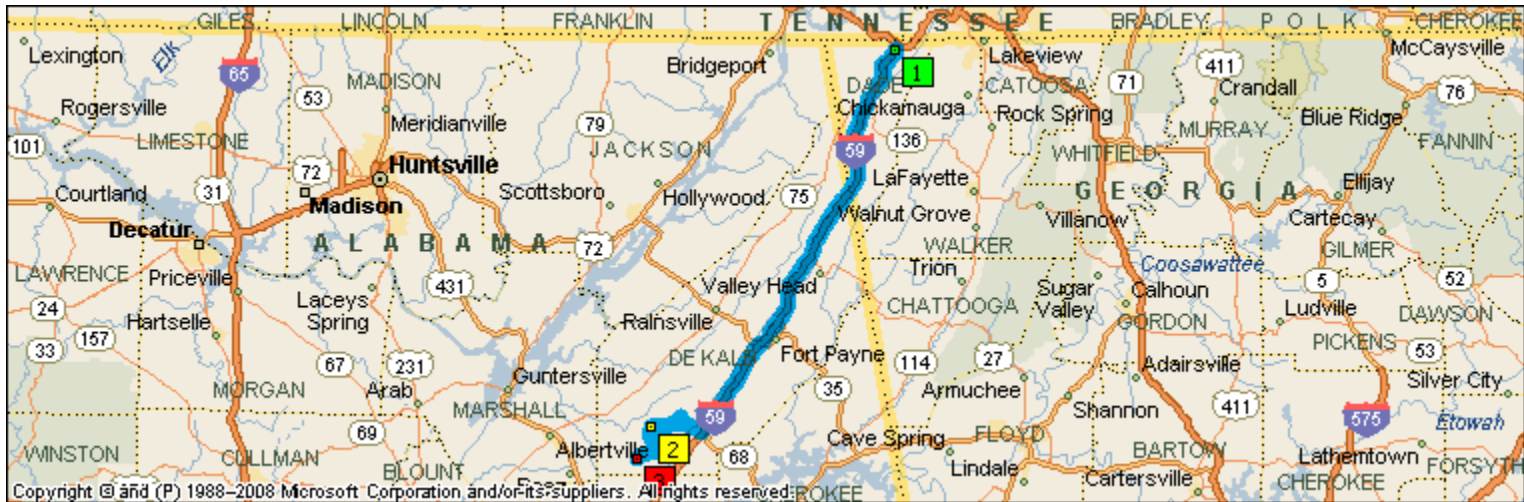 GILES
LINCOLN
FRANKLIN
TENNESSEE
BRADLEY
POLK
CHEROKEE
Lexington
Elk
65
MADISON
Bridgeport
1
Lakeview
McCaysville
411
71
Crandall
76
DADE
CATOOSA
Chickamauga
53
Rogersville
Meridianville
79
Rock Spring
Blue Ridge
LIMESTONE
101
JACKSON
59
136
MURRAY
FANNIN
WHITFIELD
72
Huntsville
Scottsboro
Hollywood
75
LaFayette
GEORGIA
Ellijay
Courtland
31
Madison
Walnut Grove
Villanow
Cartecay
Decatur
ALABAMA
72
WALKER
GILMER
LAWRENCE
Priceville
431
Valley Head
Trion
Coosawattee
5
52
24
Laceys
Spring
CHATTOOGA
Sugar
Valley
Calhoun
Ludville
DAWSON
Hartselle
Rainsville
GORDON
33
157
67
231
DE KALB
Fort Payne
114
27
PICKENS
53
Adairsville
MORGAN
Arab
Guntersville
35
Armuchee
Silver City
MARSHALL
59
Shannon
411
575
Etowah
69
WINSTON
CULLMAN
BLOUNT
Albertville
2
68
Cave Spring
FLOYD
BARTOW
Lathemtown
FORSYTH
3
Lindale
Cartersville
CHEROKEE
Copyright © and (P) 1988–2008 Microsoft Corporation and/or its suppliers. All rights reserved.